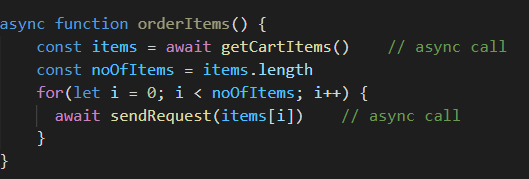 async function orderItems() {
    const items = await getCartItems()    // async call
    const noOfItems = items.length
    for(let i = 0; i < noOfItems; i++) {
      await sendRequest(items[i])    // async call
    }
}